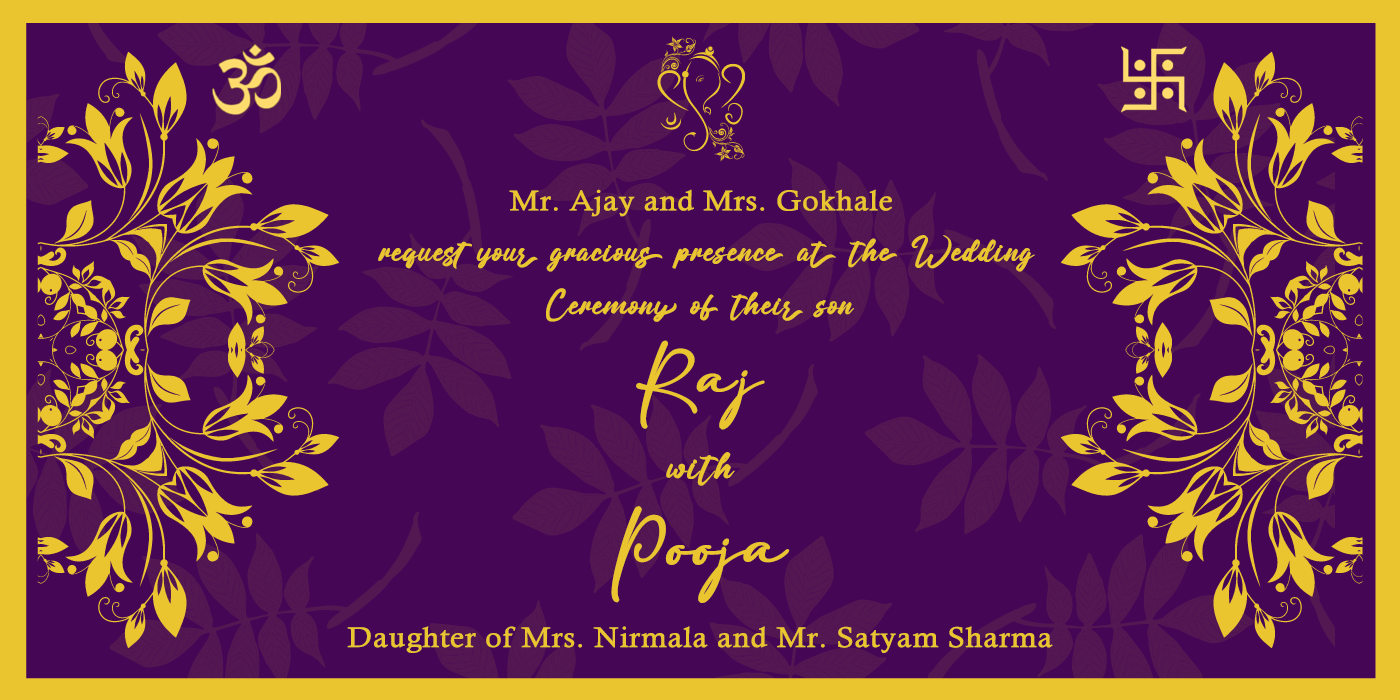 ॐ
Mr. Ajay and Mrs. Gokhale
request your gracious presence at the Wedding
Ceremony of their son
Raj
with
Pooja
Daughter of Mrs. Nirmala and Mr. Satyam Sharma